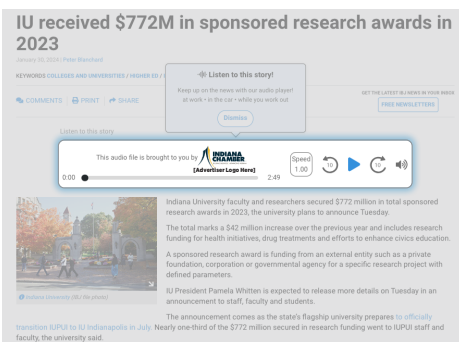 IU received $772M in sponsored research awards in
2023
January 30, 2024 / Peter Blanchard
KEYWORDS COLLEGES AND UNIVERSITIES / HIGHER ED /
Listen to this story!
Keep up on the news with our audio player!
at work • in the car • while you work out
Dismiss
COMMENTS PRINT SHARE
GET THE LATEST IBJ NEWS IN YOUR INBOX
FREE NEWSLETTERS
Listen to this story
This audio file is brought to you by
INDIANA
CHAMBER
[Advertiser Logo Here]
0:00
2:49
Speed
1.00
10
10
Indiana University faculty and researchers secured $772 million in total sponsored
research awards in 2023, the university plans to announce Tuesday.
The total marks a $42 million increase over the previous year and includes research
funding for health initiatives, drug treatments and efforts to enhance civics education.
A sponsored research award is funding from an external entity such as a private
foundation, corporation or governmental agency for a specific research project with
defined parameters.
IU President Pamela Whitten is expected to release more details on Tuesday in an
announcement to staff, faculty and students.
Indiana University (IBJ file photo)
The announcement comes as the state's flagship university prepares to officially
transition IUPUI to IU Indianapolis in July. Nearly one-third of the $772 million secured in research funding went to IUPUI staff and
faculty, the university said.